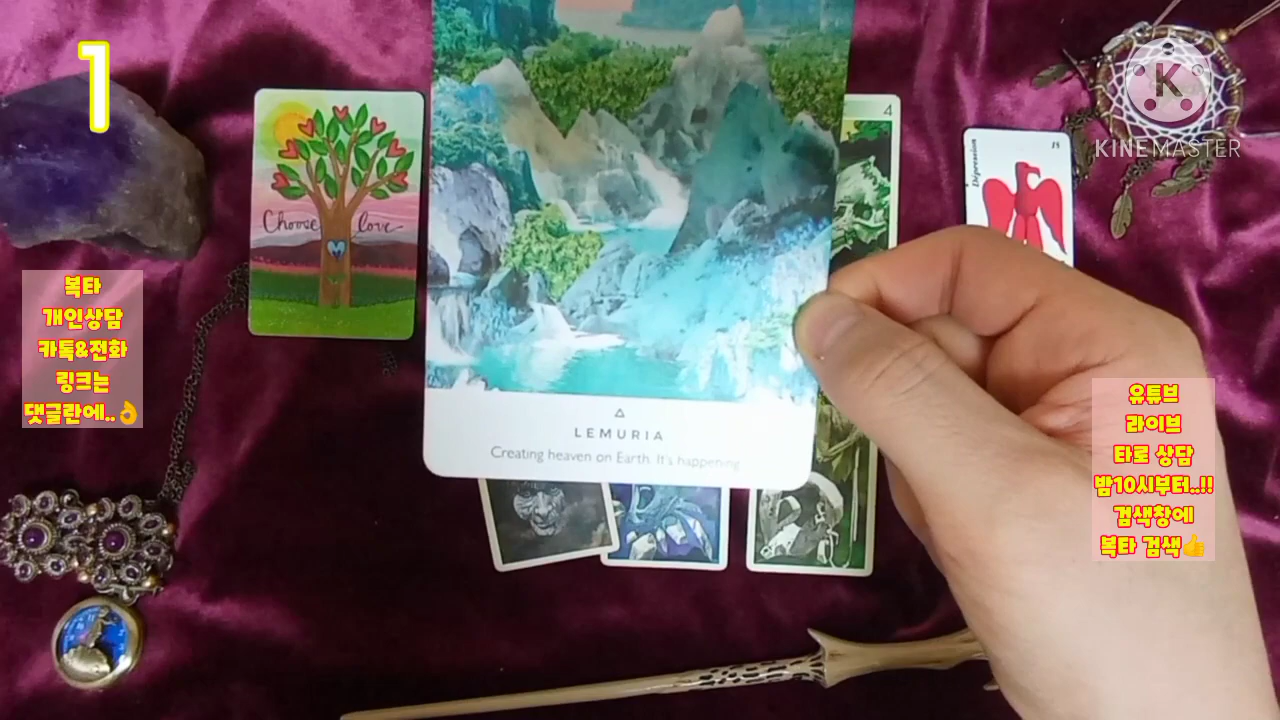 1
Choose love
4
Dépression
15
K
KINEMASTER
LEMURIA
Creating heaven on Earth. It's happening
복타
개인상담
카톡&전화
링크는
댓글란에..👌
유튜브
라이브
타로 상담
밤10시부터..!!
검색창에
복타 검색👍